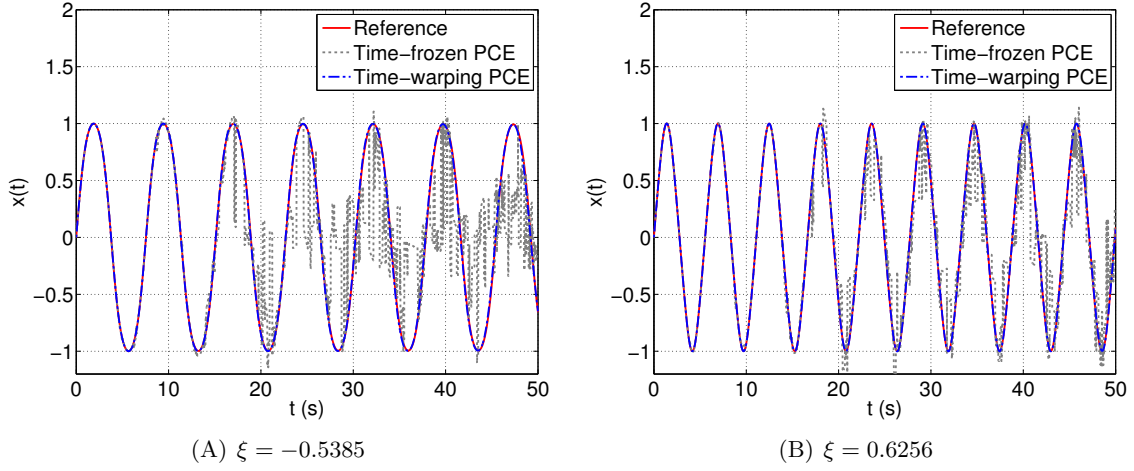 2
1.5
1
0.5
0
−0.5
−1
x(t)
Reference
Time−frozen PCE
Time−warping PCE
0 10 20 30 40 50
t (s)
(A) ξ = −0.5385
2
1.5
1
0.5
0
−0.5
−1
x(t)
Reference
Time−frozen PCE
Time−warping PCE
0 10 20 30 40 50
t (s)
(B) ξ = 0.6256